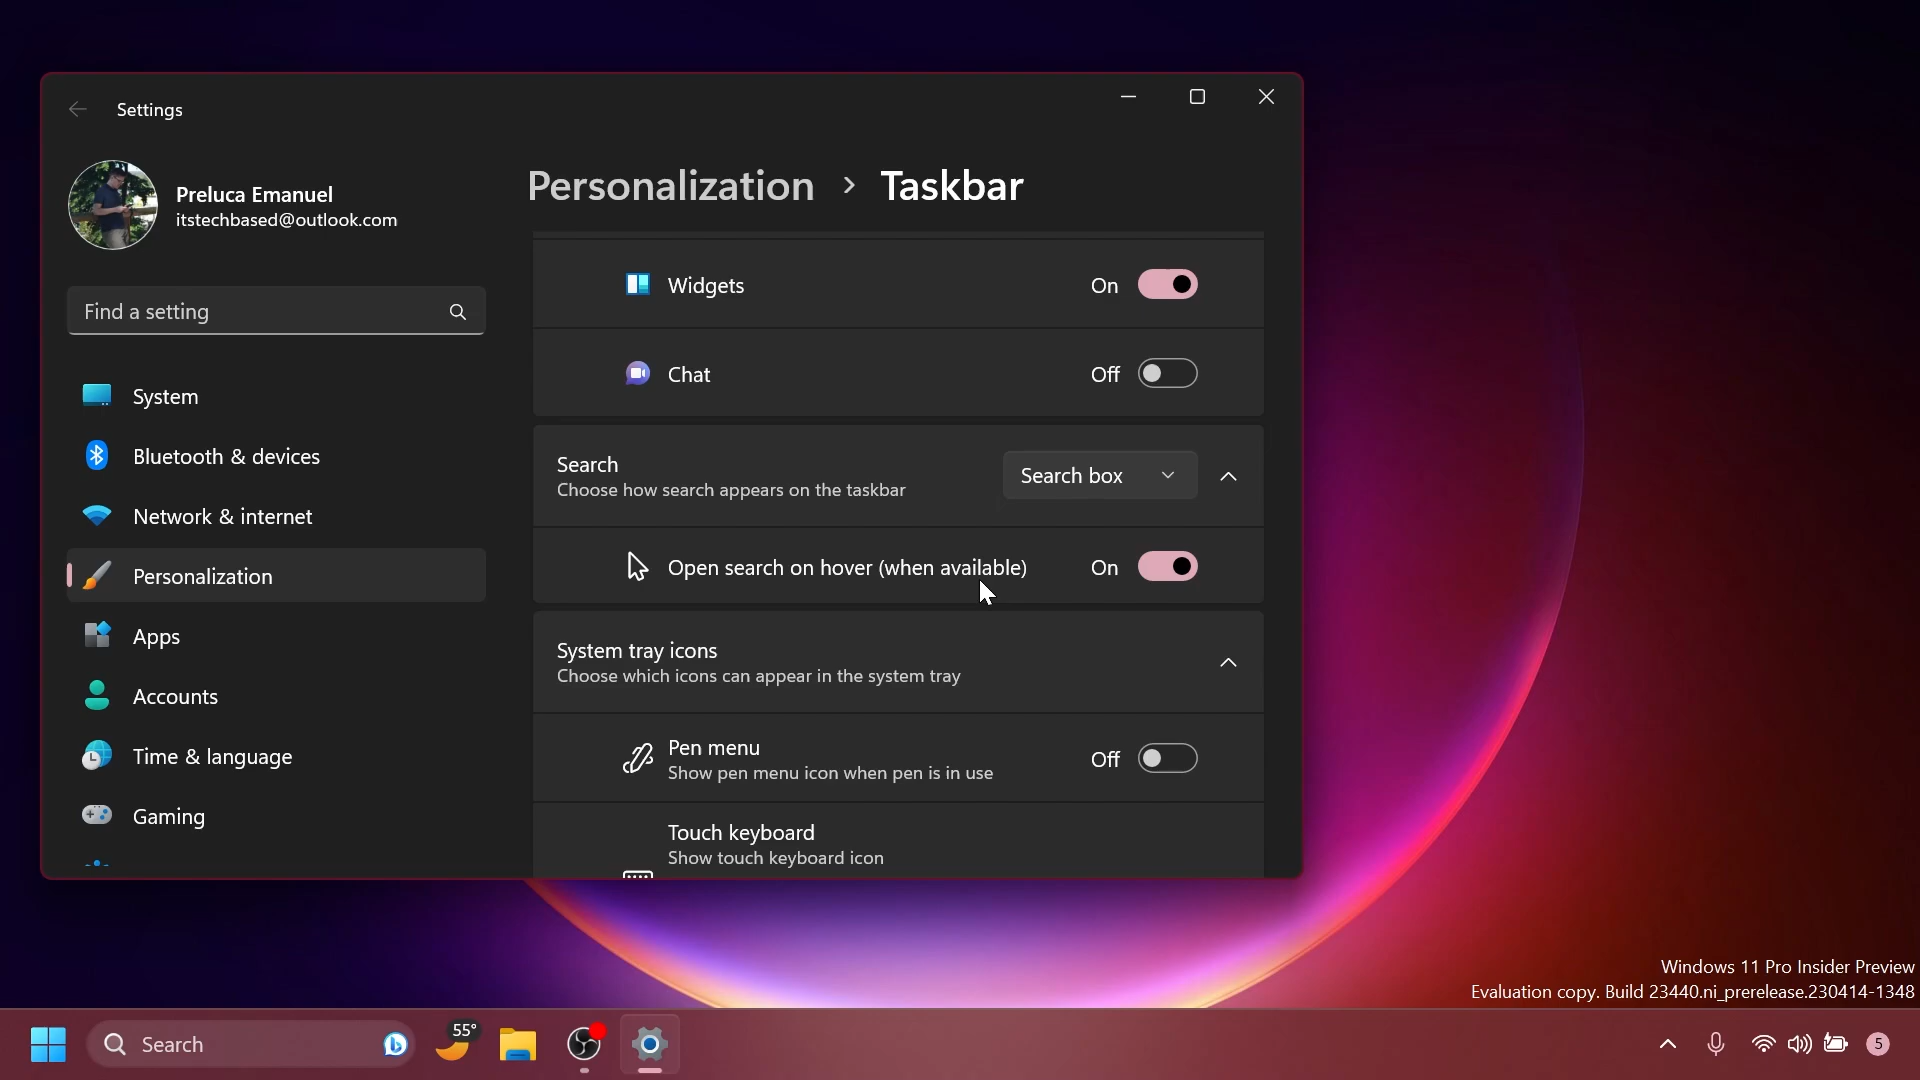 Settings
Preluca Emanuel
itstechbased@outlook.com
Find a setting
System
Bluetooth & devices
Network & internet
Personalization
Apps
Accounts
Time & language
Gaming
Personalization > Taskbar
Widgets
On
Chat
Off
Search
Choose how search appears on the taskbar
Search box
Open search on hover (when available)
On
System tray icons
Choose which icons can appear in the system tray
Pen menu
Show pen menu icon when pen is in use
Off
Touch keyboard
Show touch keyboard icon
Windows 11 Pro Insider Preview
Evaluation copy. Build 23440.ni_prerelease.230414-1348
Search
55°
5